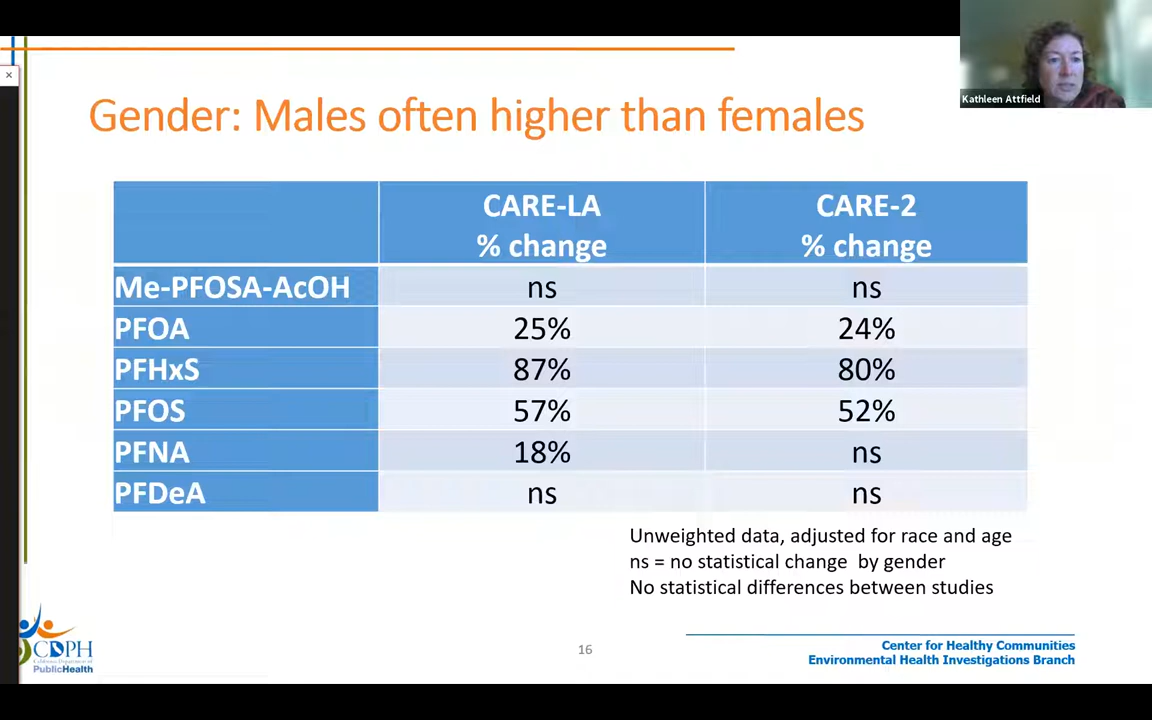 ×
Kathleen Attfield
Gender: Males often higher than females
CARE-LA % change
CARE-2 % change
Me-PFOSA-AcOH ns ns
PFOA 25% 24%
PFHxS 87% 80%
PFOS 57% 52%
PFNA 18% ns
PFDeA ns ns
Unweighted data, adjusted for race and age
ns = no statistical change by gender
No statistical differences between studies
CDPH
PublicHealth
16
Center for Healthy Communities
Environmental Health Investigations Branch